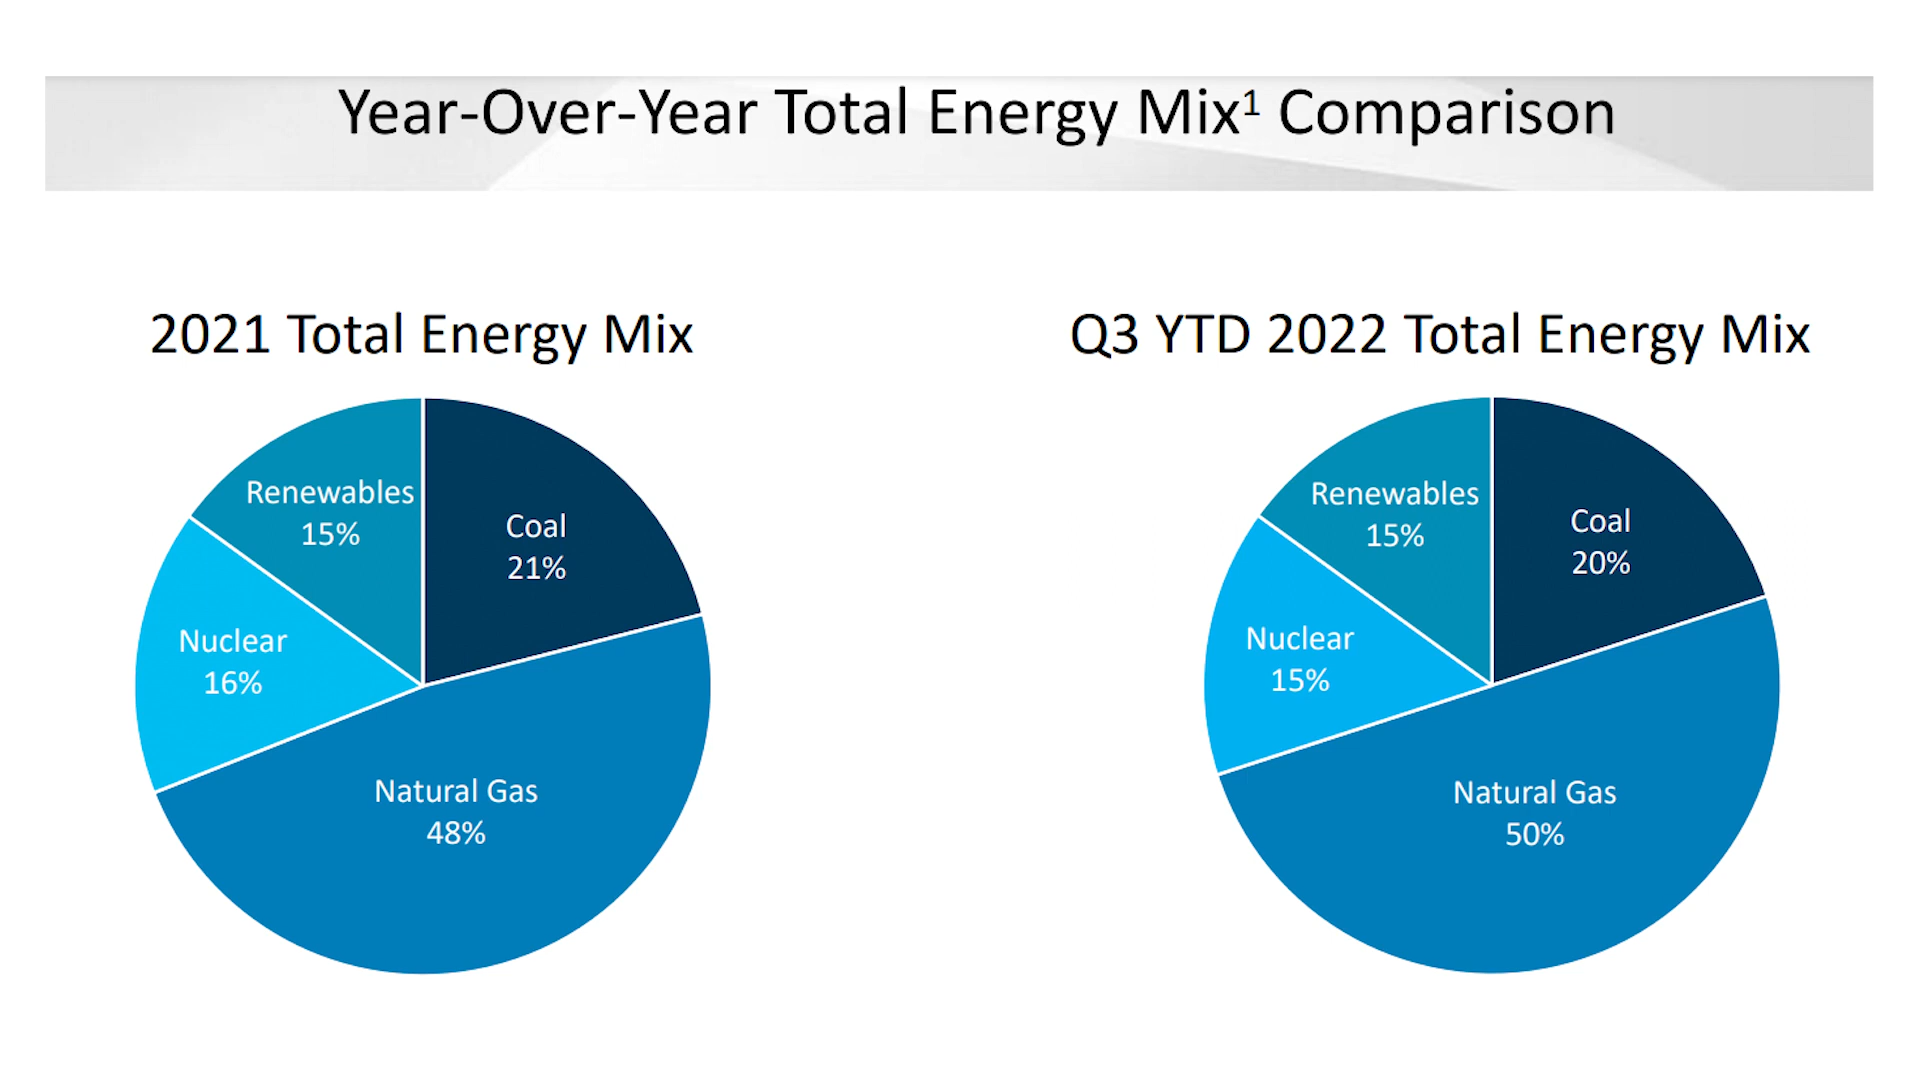 Year-Over-Year Total Energy Mix¹ Comparison
2021 Total Energy Mix
Renewables
15%
Coal
21%
Nuclear
16%
Natural Gas
48%
Q3 YTD 2022 Total Energy Mix
Renewables
15%
Coal
20%
Nuclear
15%
Natural Gas
50%